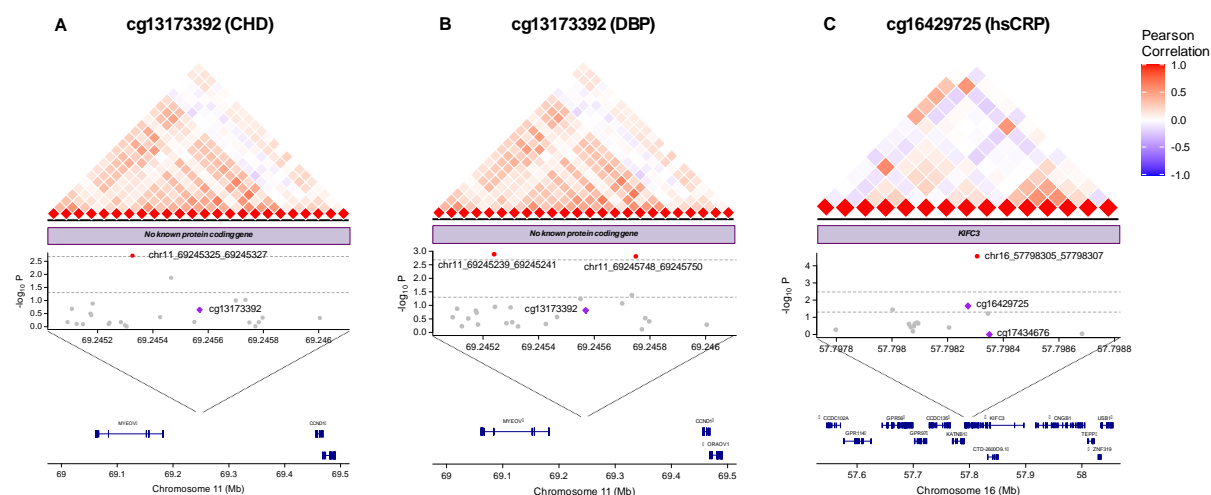 A
cg13173392 (CHD)
No known protein coding gene
-log10 P
2.5
2.0
1.5
1.0
0.5
0.0
chr11_69245325_69245327
cg13173392
69.2452
69.2454
69.2456
69.2458
69.246
MYEOV
CCND1
69
69.1
69.2
69.3
69.4
69.5
Chromosome 11 (Mb)
B
cg13173392 (DBP)
No known protein coding gene
-log10 P
3.0
2.5
2.0
1.5
1.0
0.5
0.0
chr11_69245239_69245241
chr11_69245748_69245750
cg13173392
69.2452
69.2454
69.2456
69.2458
69.246
MYEOV
CCND1
ORAOV1
69
69.1
69.2
69.3
69.4
69.5
Chromosome 11 (Mb)
C
cg16429725 (hsCRP)
KIFC3
-log10 P
4
3
2
1
0
chr16_57798305_57798307
cg16429725
cg17434676
57.7978
57.798
57.7982
57.7984
57.7986
57.7988
CCDC102A
GPR56
CCDC135
KIFC3
CNGB1
USB1
GPR114
GPR97
KATNB1
TEPP
CTD-2600O9.1
ZNF319
57.6
57.7
57.8
57.9
58
Chromosome 16 (Mb)
Pearson
Correlation
1.0
0.5
0.0
-0.5
-1.0